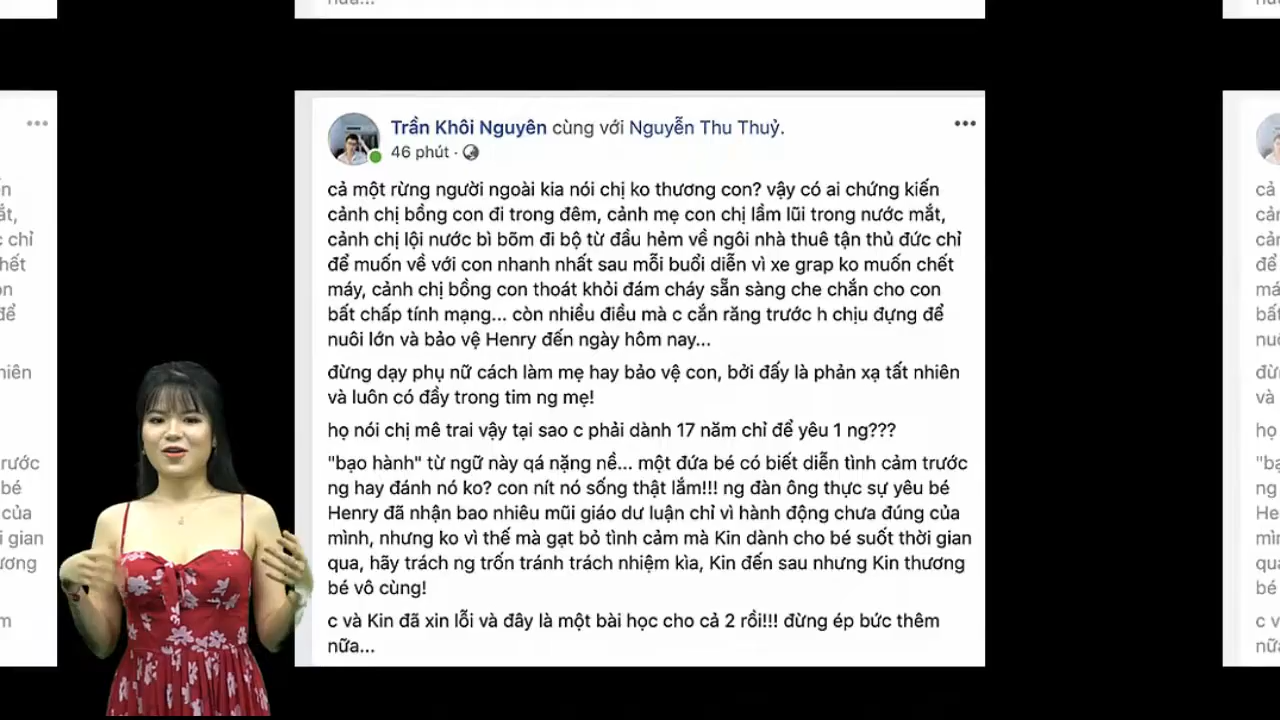 Trần Khôi Nguyên cùng với Nguyễn Thu Thuỷ.
46 phút ·
cả một rừng người ngoài kia nói chị ko thương con? vậy có ai chứng kiến
cảnh chị bồng con đi trong đêm, cảnh mẹ con chị lầm lũi trong nước mắt,
cảnh chị lội nước bì bõm đi bộ từ đầu hẻm về ngôi nhà thuê tận thủ đức chỉ
để muốn về với con nhanh nhất sau mỗi buổi diễn vì xe grap ko muốn chết
máy, cảnh chị bồng con thoát khỏi đám cháy sẵn sàng che chắn cho con
bất chấp tính mạng... còn nhiều điều mà c cắn răng trước h chịu đựng để
nuôi lớn và bảo vệ Henry đến ngày hôm nay...
đừng dạy phụ nữ cách làm mẹ hay bảo vệ con, bởi đấy là phản xạ tất nhiên
và luôn có đầy trong tim ng mẹ!
họ nói chị mê trai vậy tại sao c phải dành 17 năm chỉ để yêu 1 ng???
"bạo hành" từ ngữ này qá nặng nề... một đứa bé có biết diễn tình cảm trước
ng hay đánh nó ko? con nít nó sống thật lắm!!! ng đàn ông thực sự yêu bé
Henry đã nhận bao nhiêu mũi giáo dư luận chỉ vì hành động chưa đúng của
mình, nhưng ko vì thế mà gạt bỏ tình cảm mà Kin dành cho bé suốt thời gian
qua, hãy trách ng trốn tránh trách nhiệm kìa, Kin đến sau nhưng Kin thương
bé vô cùng!
c và Kin đã xin lỗi và đây là một bài học cho cả 2 rồi!!! đừng ép bức thêm
nữa...